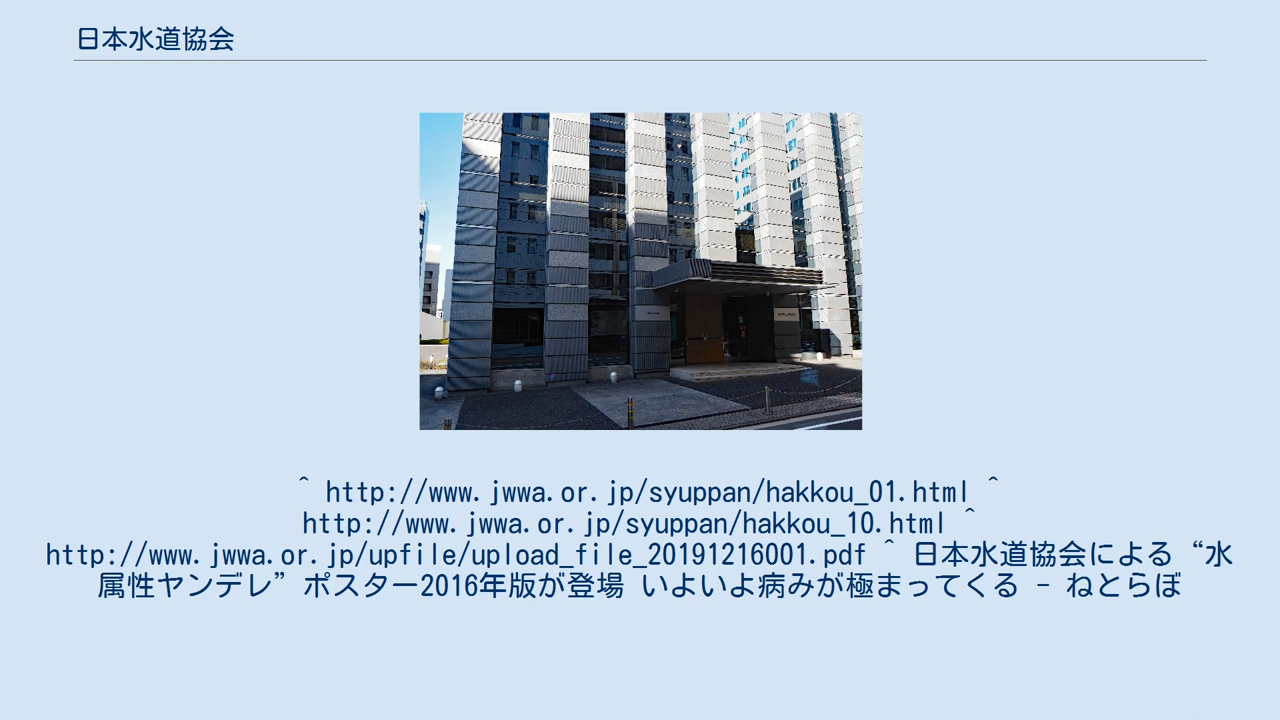 日本水道協会
^ http://www.jwwa.or.jp/syuppan/hakkou_01.html ^
http://www.jwwa.or.jp/syuppan/hakkou_10.html ^
http://www.jwwa.or.jp/upfile/upload_file_20191216001.pdf ^ 日本水道協会による“水
属性ヤンデレ”ポスター2016年版が登場 いよいよ病みが極まってくる - ねとらぼ